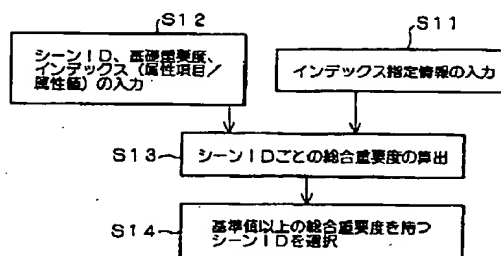 S12
S11
シーンID、基礎重要度、
インデックス（属性項目／
属性値）の入力
インデックス指定情報の入力
S13
シーンIDごとの総合重要度の算出
S14
基準値以上の総合重要度を持つ
シーンIDを選択